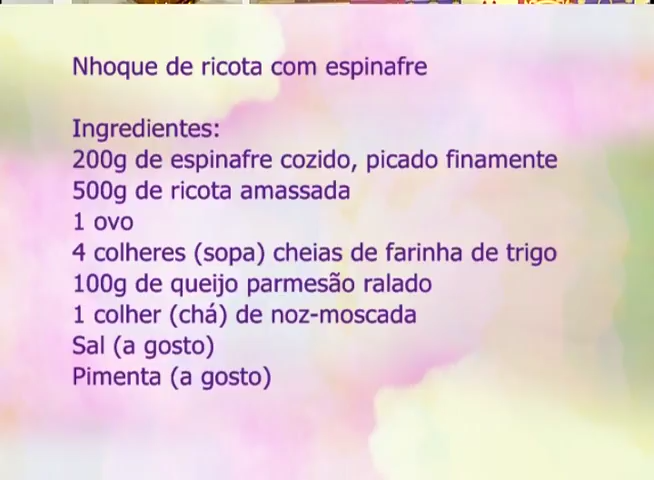 Nhoque de ricota com espinafre
Ingredientes:
200g de espinafre cozido, picado finamente
500g de ricota amassada
1 ovo
4 colheres (sopa) cheias de farinha de trigo
100g de queijo parmesão ralado
1 colher (chá) de noz-moscada
Sal (a gosto)
Pimenta (a gosto)